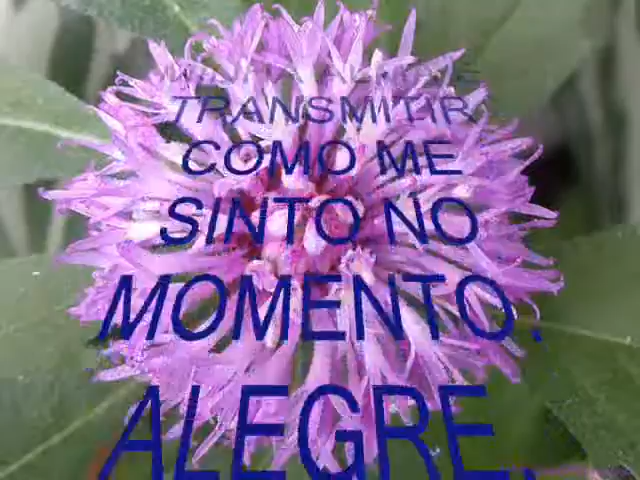 TRANSMITIR
COMO ME
SINTO NO
MOMENTO.
ALEGRE,